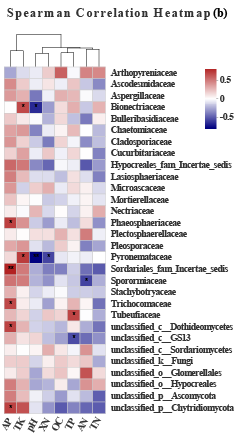 Spearman Correlation Heatmap (b)
Arthopyreniaceae
Ascodesmidaceae
Aspergillaceae
Bionectriaceae
Bulleribasidiaceae
Chaetomiaceae
Cladosporiaceae
Cucurbitariaceae
Hypocreales_fam_Incertae_sedis
Lasiosphaeriaceae
Microascaceae
Mortierellaceae
Nectriaceae
Phaeosphaeriaceae
Plectosphaerellaceae
Pleosporaceae
Pyronemataceae
Sordariales_fam_Incertae_sedis
Sporormiaceae
Stachybotryaceae
Trichocomaceae
Tubeufiaceae
unclassified_c__Dothideomycetes
unclassified_c__GS13
unclassified_c__Sordariomycetes
unclassified_k__Fungi
unclassified_o__Glomerellales
unclassified_o__Hypocreales
unclassified_p__Ascomycota
unclassified_p__Chytridiomycota
0.5
0
-0.5
* *
*
* * *
**
*
*
*
*
*
*
AP TK pH XN OC TP AN TN